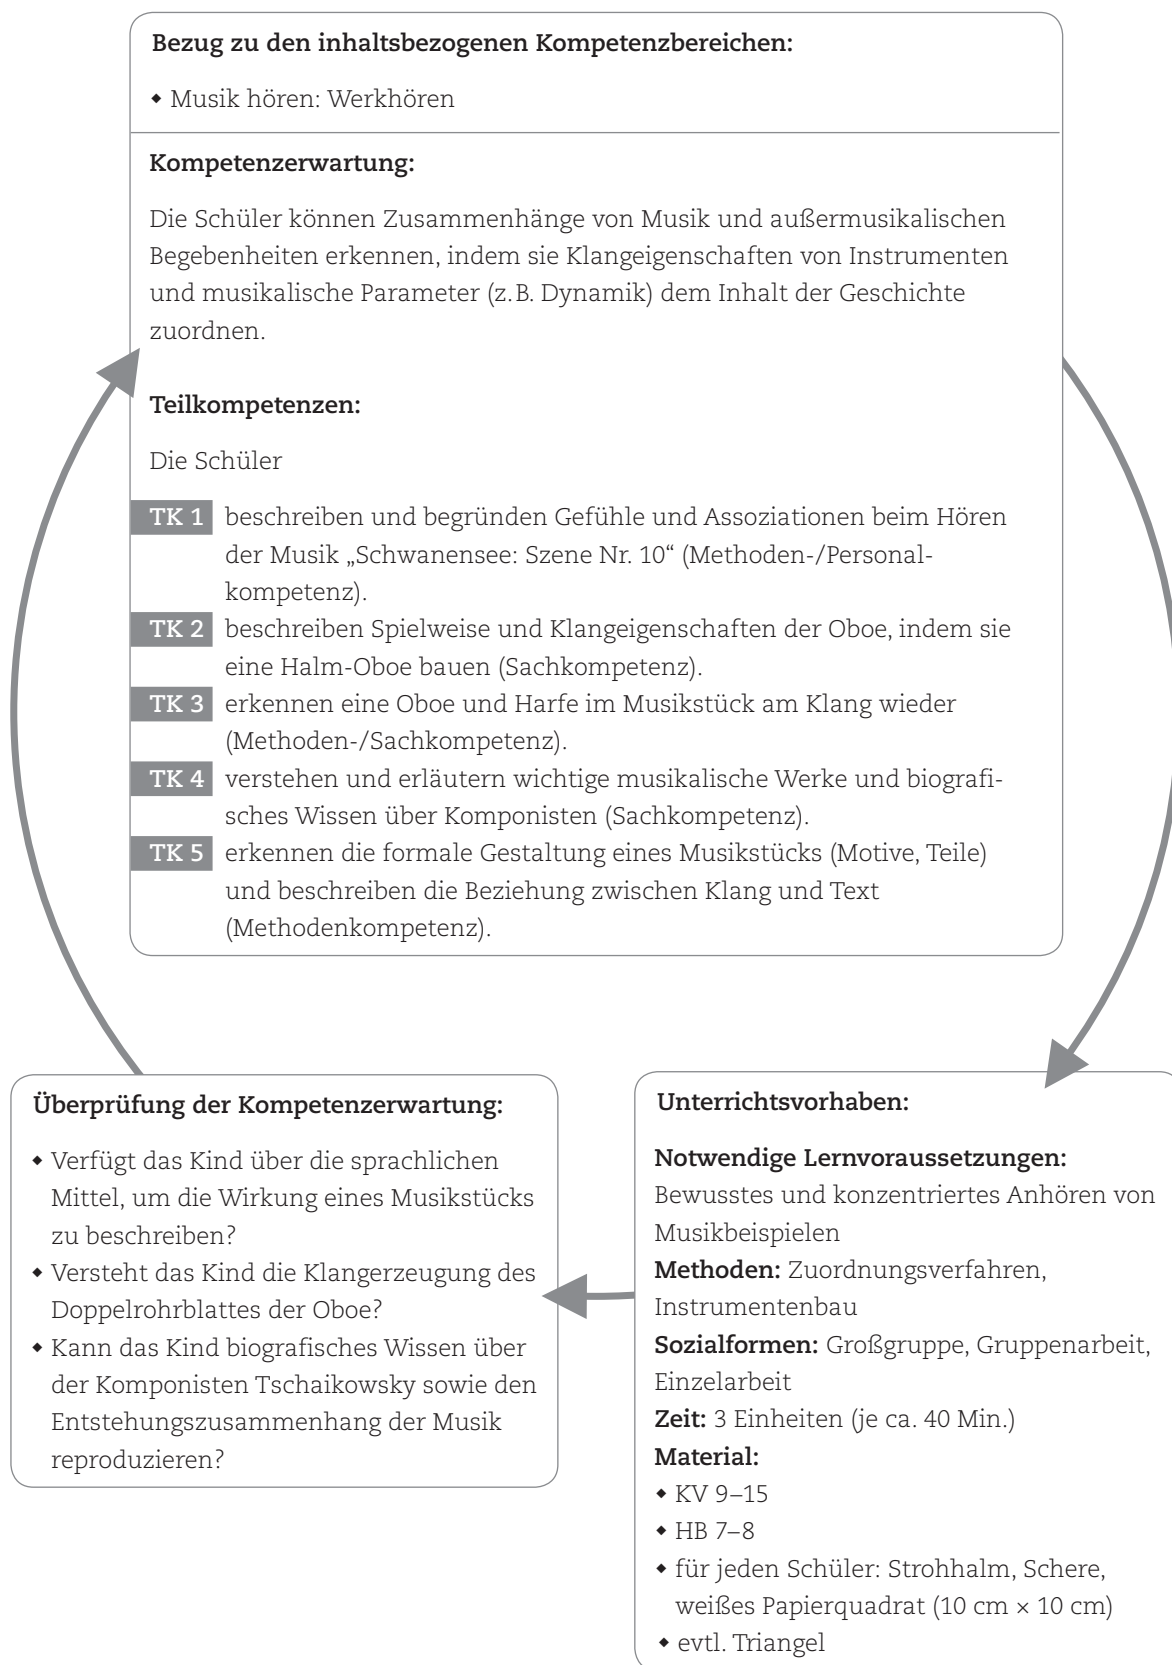 Bezug zu den inhaltsbezogenen Kompetenzbereichen:
◆ Musik hören: Werkhören
Kompetenzerwartung:
Die Schüler können Zusammenhänge von Musik und außermusikalischen
Begebenheiten erkennen, indem sie Klangeigenschaften von Instrumenten
und musikalische Parameter (z. B. Dynamik) dem Inhalt der Geschichte
zuordnen.
Teilkompetenzen:
Die Schüler
TK 1 beschreiben und begründen Gefühle und Assoziationen beim Hören
der Musik „Schwanensee: Szene Nr. 10“ (Methoden-/Personal-
kompetenz).
TK 2 beschreiben Spielweise und Klangeigenschaften der Oboe, indem sie
eine Halm-Oboe bauen (Sachkompetenz).
TK 3 erkennen eine Oboe und Harfe im Musikstück am Klang wieder
(Methoden-/Sachkompetenz).
TK 4 verstehen und erläutern wichtige musikalische Werke und biografi-
sches Wissen über Komponisten (Sachkompetenz).
TK 5 erkennen die formale Gestaltung eines Musikstücks (Motive, Teile)
und beschreiben die Beziehung zwischen Klang und Text
(Methodenkompetenz).
Überprüfung der Kompetenzerwartung:
◆ Verfügt das Kind über die sprachlichen
Mittel, um die Wirkung eines Musikstücks
zu beschreiben?
◆ Versteht das Kind die Klangerzeugung des
Doppelrohrblattes der Oboe?
◆ Kann das Kind biografisches Wissen über
der Komponisten Tschaikowsky sowie den
Entstehungszusammenhang der Musik
reproduzieren?
Unterrichtsvorhaben:
Notwendige Lernvoraussetzungen:
Bewusstes und konzentriertes Anhören von
Musikbeispielen
Methoden: Zuordnungsverfahren,
Instrumentenbau
Sozialformen: Großgruppe, Gruppenarbeit,
Einzelarbeit
Zeit: 3 Einheiten (je ca. 40 Min.)
Material:
◆ KV 9–15
◆ HB 7–8
◆ für jeden Schüler: Strohhalm, Schere,
weißes Papierquadrat (10 cm × 10 cm)
◆ evtl. Triangel